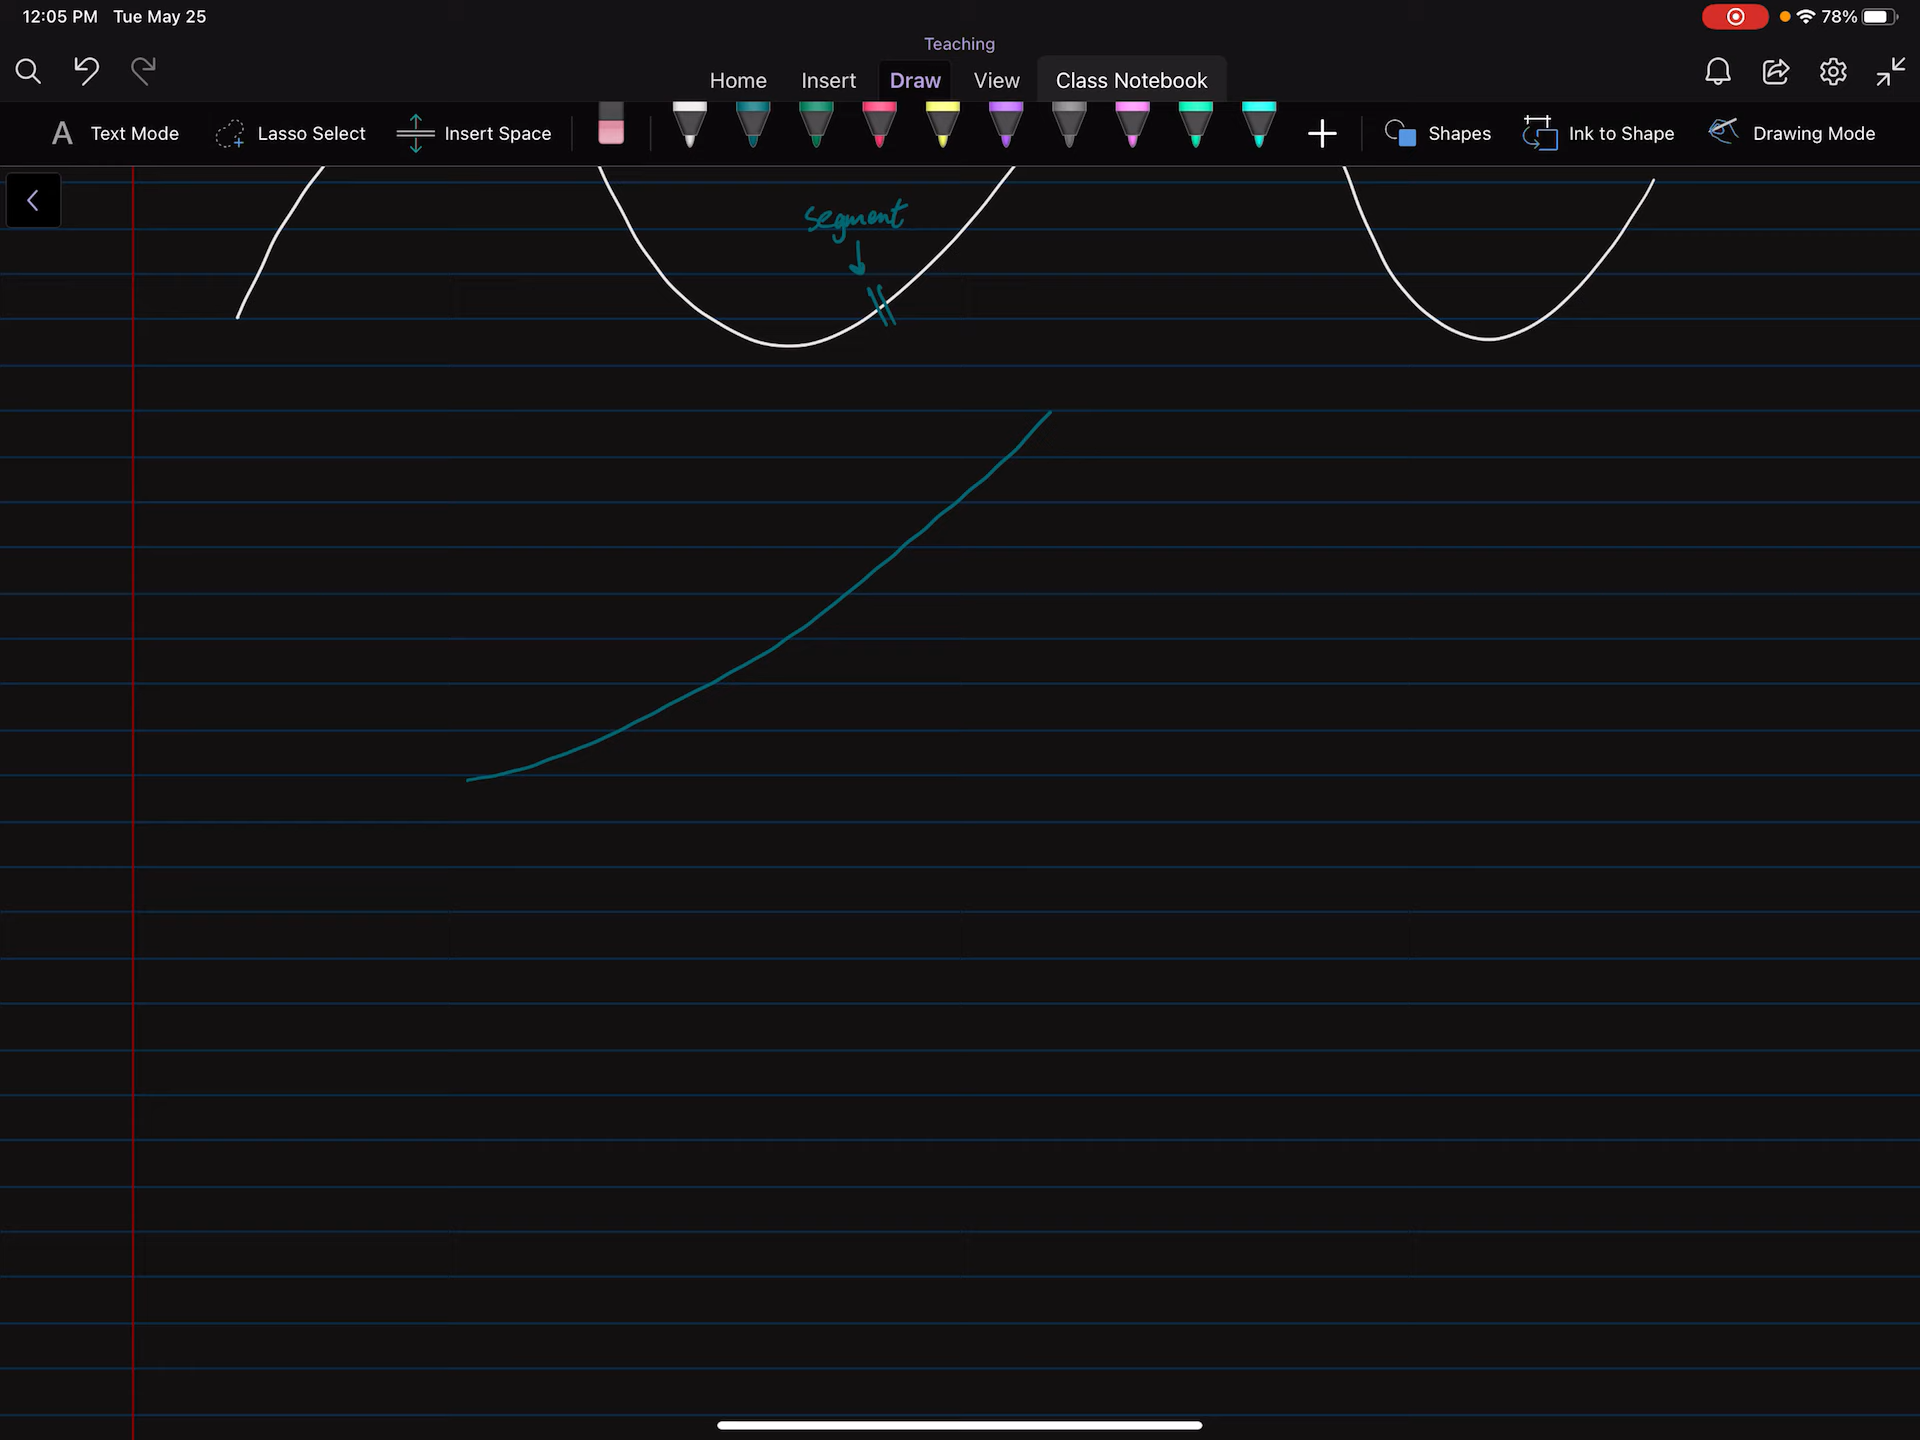 12:05 PM Tue May 25
78%
Teaching
Home Insert Draw View Class Notebook
A Text Mode Lasso Select Insert Space Shapes Ink to Shape Drawing Mode
segment